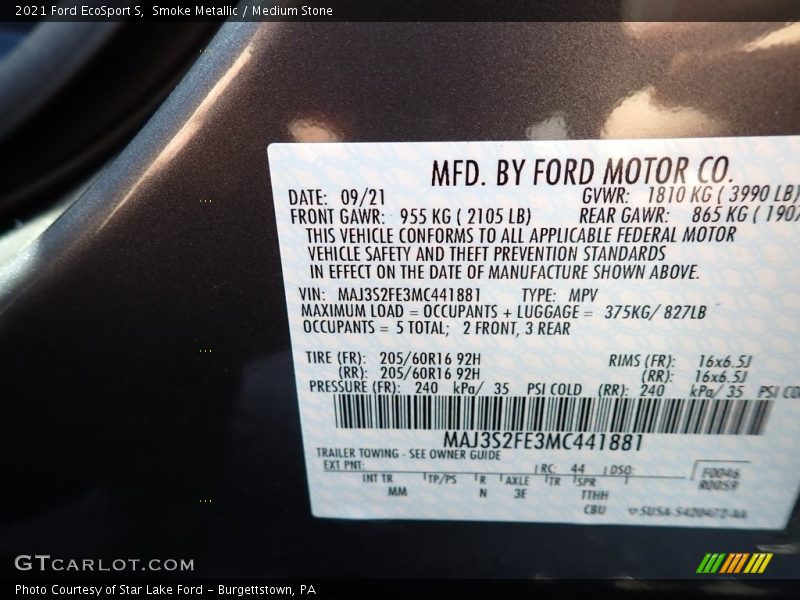 2021 Ford EcoSport S,  Smoke Metallic / Medium Stone
MFD. BY FORD MOTOR CO.
DATE: 09/21 GVWR: 1810 KG ( 3990 LB)
FRONT GAWR: 955 KG ( 2105 LB) REAR GAWR: 865 KG ( 1907
THIS VEHICLE CONFORMS TO ALL APPLICABLE FEDERAL MOTOR
VEHICLE SAFETY AND THEFT PREVENTION STANDARDS
IN EFFECT ON THE DATE OF MANUFACTURE SHOWN ABOVE.
VIN: MAJ3S2FE3MC441881 TYPE: MPV
MAXIMUM LOAD = OCCUPANTS + LUGGAGE = 375KG/ 827LB
OCCUPANTS = 5 TOTAL; 2 FRONT, 3 REAR
TIRE (FR): 205/60R16 92H RIMS (FR): 16x6.5J
(RR): 205/60R16 92H (RR): 16x6.5J
PRESSURE (FR): 240 kPa/ 35 PSI COLD (RR): 240 kPa/ 35 PSI CO
MAJ3S2FE3MC441881
TRAILER TOWING - SEE OWNER GUIDE
EXT PNT: RC: 44 DSO: F0046
R0059
INT TR TP/PS R AXLE TR SPR
MM N 3E TTHH
CBU
GTCARLOT.COM
Photo Courtesy of Star Lake Ford - Burgettstown, PA